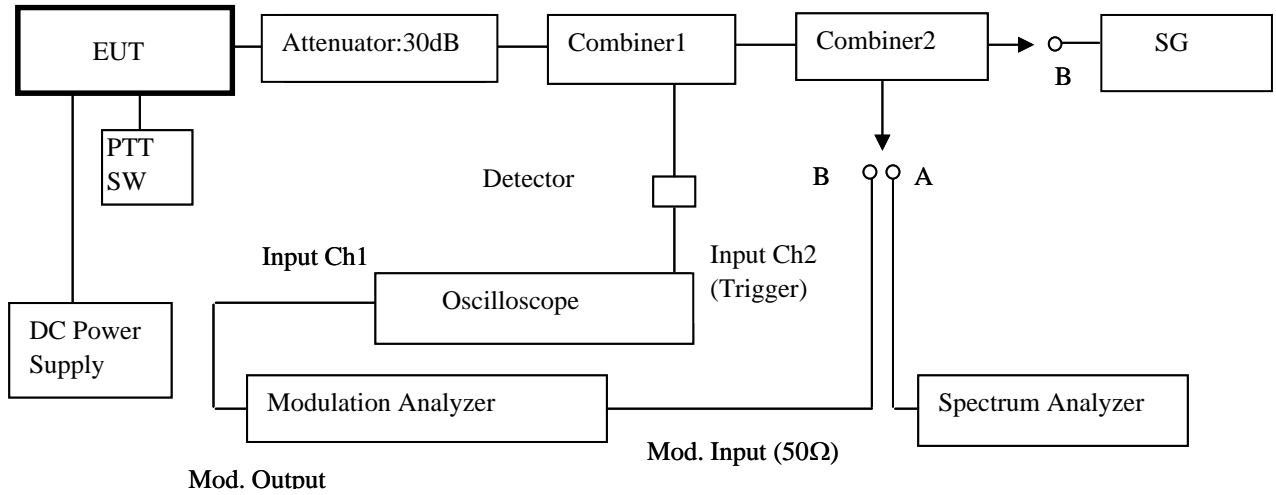 EUT
Attenuator:30dB
Combiner1
Combiner2
SG
B
PTT
SW
Detector
B
A
Input Ch1
Input Ch2
(Trigger)
Oscilloscope
DC Power
Supply
Modulation Analyzer
Spectrum Analyzer
Mod. Input (50Ω)
Mod. Output